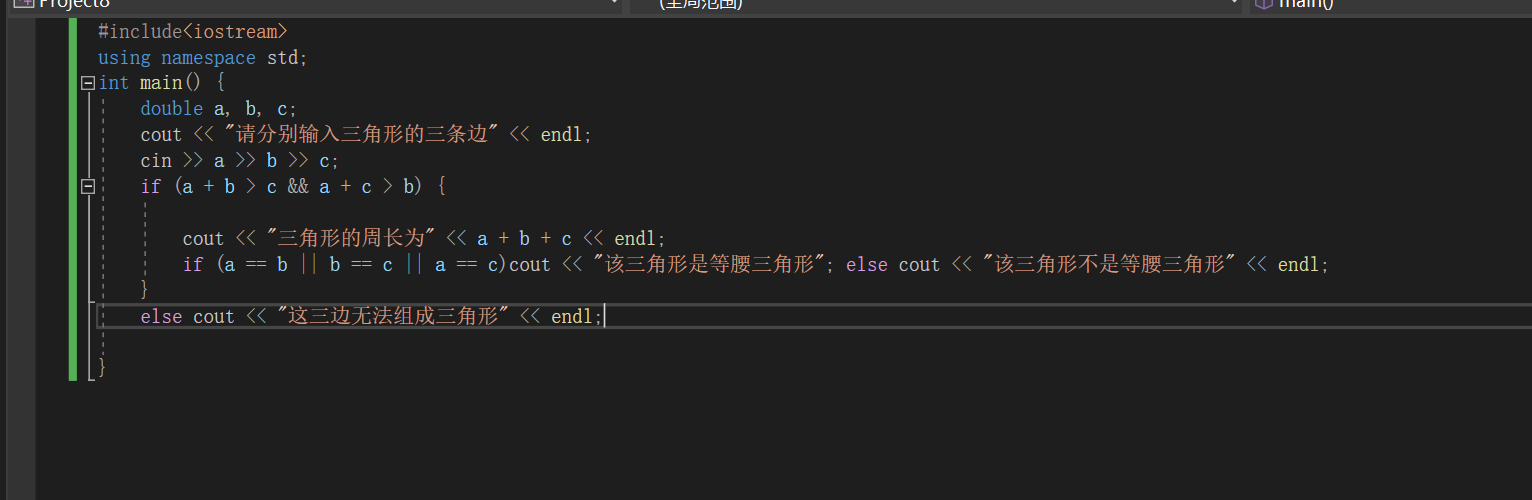 Project8 (全局范围) main()
#include<iostream>
using namespace std;
int main() {
double a, b, c;
cout << "请分别输入三角形的三条边" << endl;
cin >> a >> b >> c;
if (a + b > c && a + c > b) {
cout << "三角形的周长为" << a + b + c << endl;
if (a == b || b == c || a == c)cout << "该三角形是等腰三角形"; else cout << "该三角形不是等腰三角形" << endl;
}
else cout << "这三边无法组成三角形" << endl;
}